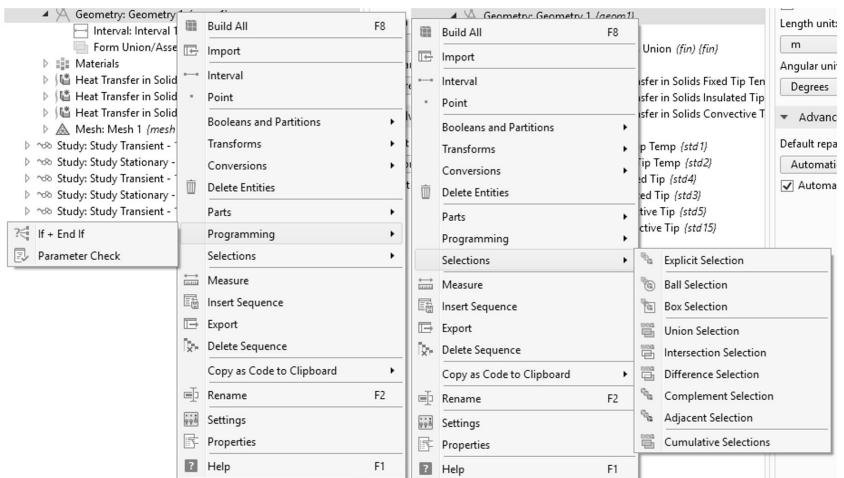 Geometry: Geometry 1 (geom1)
Interval: Interval 1
Form Union/Asse
Materials
Heat Transfer in Solid
Heat Transfer in Solid
Heat Transfer in Solid
Mesh: Mesh 1 (mesh
Study: Study Transient -
Study: Study Stationary -
Study: Study Transient -
Study: Study Stationary -
Study: Study Transient -
If + End If
Parameter Check
Build All F8
Import
Interval
Point
Booleans and Partitions
Transforms
Conversions
Delete Entities
Parts
Programming
Selections
Measure
Insert Sequence
Export
Delete Sequence
Copy as Code to Clipboard
Rename F2
Settings
Properties
Help F1
Geometry: Geometry 1 (geom1)
Build All F8
Import
Interval
Point
Booleans and Partitions
Transforms
Conversions
Delete Entities
Parts
Programming
Selections
Measure
Insert Sequence
Export
Delete Sequence
Copy as Code to Clipboard
Rename F2
Settings
Properties
Help F1
Union (fin) {fin}
sfer in Solids Fixed Tip Ten
sfer in Solids Insulated Tip
sfer in Solids Convective T
p Temp {std1}
ip Temp {std2}
ed Tip {std4}
ed Tip {std3}
tive Tip {std5}
ctive Tip {std15}
Explicit Selection
Ball Selection
Box Selection
Union Selection
Intersection Selection
Difference Selection
Complement Selection
Adjacent Selection
Cumulative Selections
Length unit:
m
Angular uni
Degrees
Advanc
Default repa
Automati
Automa